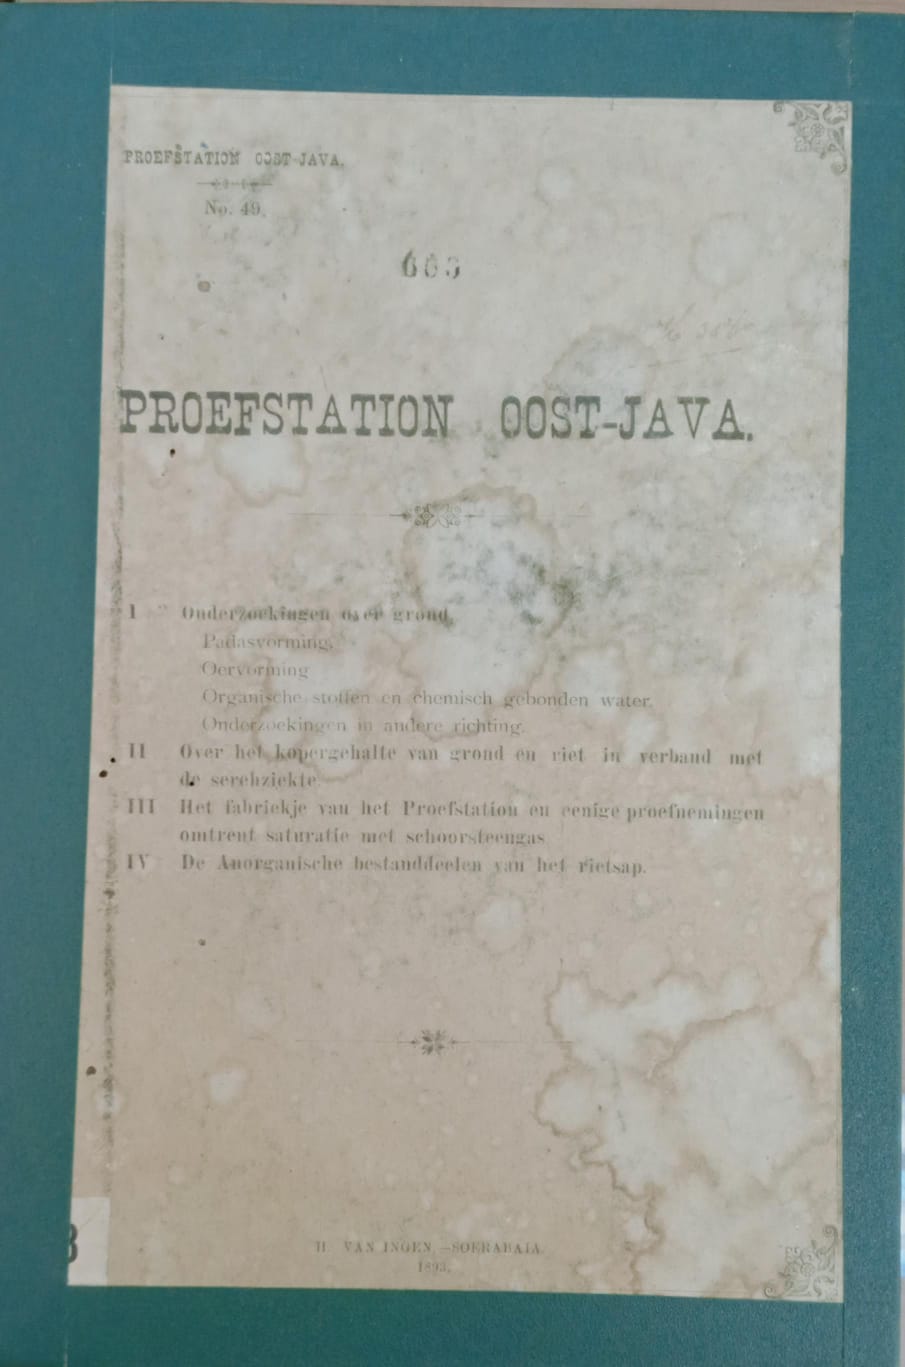 PROEFSTATION OOST-JAVA.
No. 49.
PROEFSTATION OOST-JAVA.
I Onderzoekingen over grond.
Padasvorming.
Oervorming
Organische stoffen en chemisch gebonden water.
Onderzoekingen in andere richting.
II Over het kopergehalte van grond en riet in verband met
de serehziekte.
III Het fabriekje van het Proefstation en eenige proefnemingen
omtrent saturatie met schoorsteengas
IV De Anorganische bestanddeelen van het rietsap.
H. VAN INGEN,—SOERABAIA.
1893.